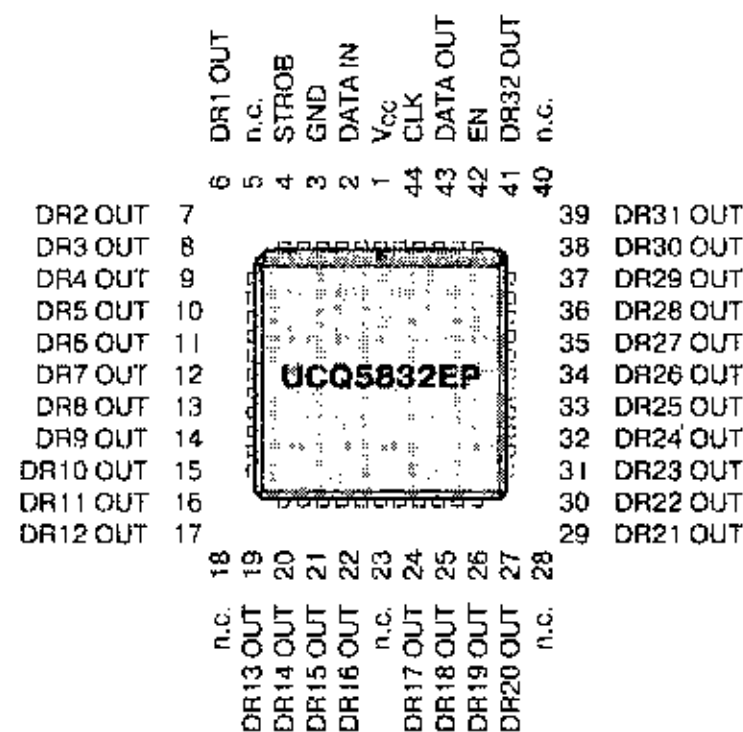 DR1 OUT
n.c.
STROB
GND
DATA IN
Vcc
CLK
DATA OUT
EN
DR32 OUT
n.c.
6 5 4 3 2 1 44 43 42 41 40
DR2 OUT 7
DR3 OUT 8
DR4 OUT 9
DR5 OUT 10
DR6 OUT 11
DR7 OUT 12
DR8 OUT 13
DR9 OUT 14
DR10 OUT 15
DR11 OUT 16
DR12 OUT 17
UCQ5832EP
39 DR31 OUT
38 DR30 OUT
37 DR29 OUT
36 DR28 OUT
35 DR27 OUT
34 DR26 OUT
33 DR25 OUT
32 DR24 OUT
31 DR23 OUT
30 DR22 OUT
29 DR21 OUT
18 19 20 21 22 23 24 25 26 27 28
n.c.
DR13 OUT
DR14 OUT
DR15 OUT
DR16 OUT
n.c.
DR17 OUT
DR18 OUT
DR19 OUT
DR20 OUT
n.c.